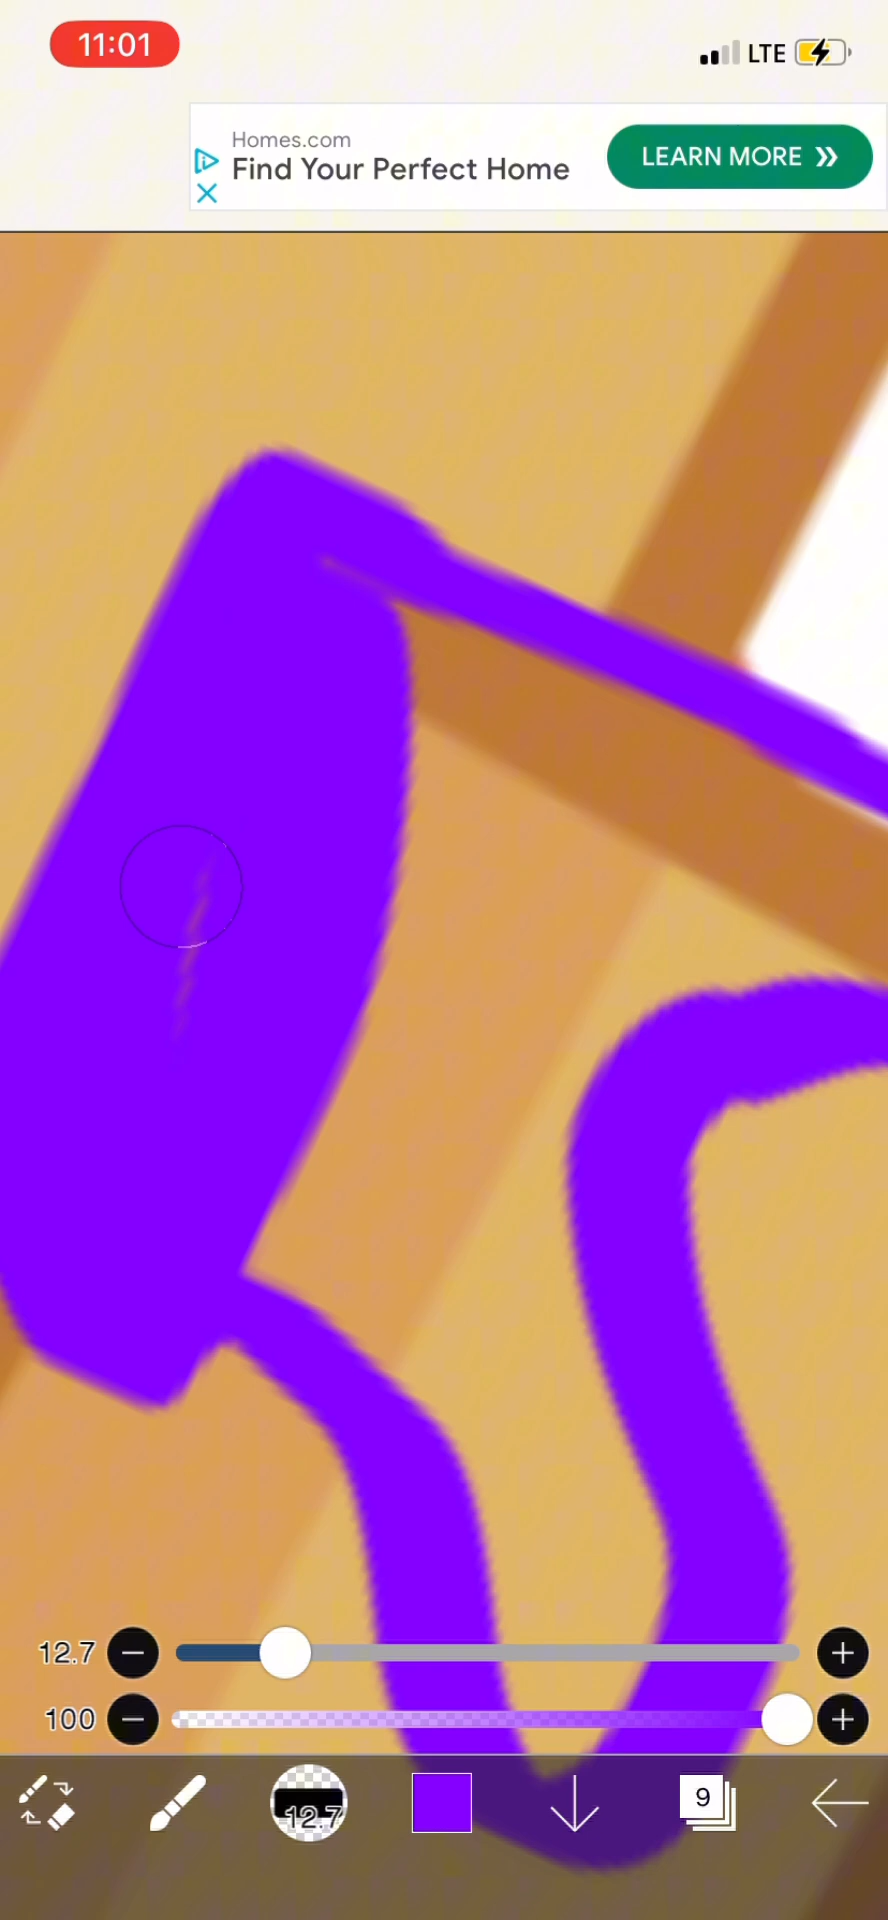 11:01
LTE
Homes.com
Find Your Perfect Home
LEARN MORE »
12.7
100
12.7
9